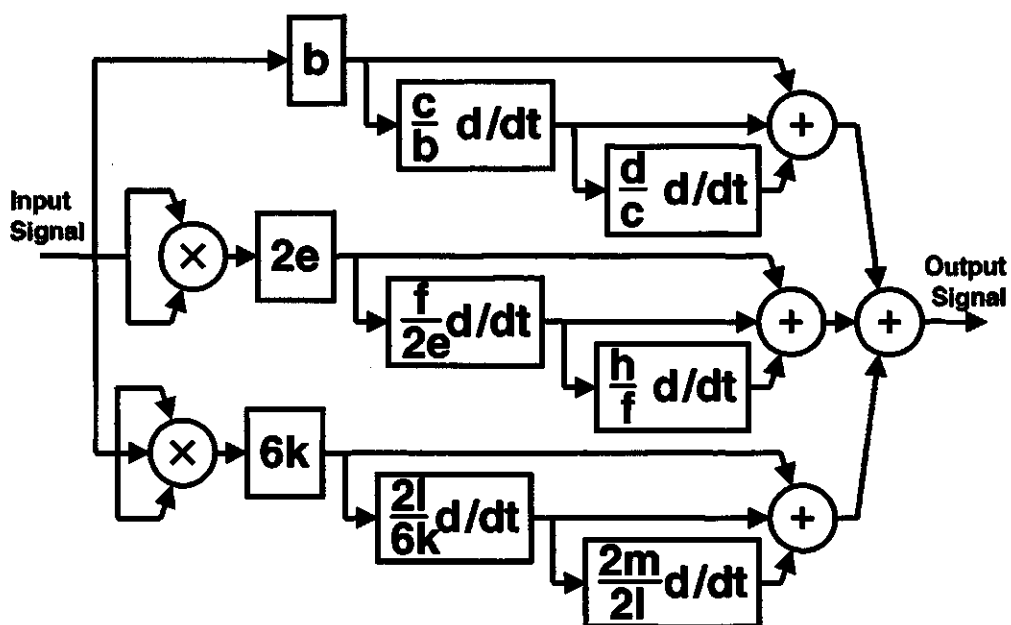 b
c/b d/dt
+
d/c d/dt
Input
Signal
×
2e
f/2e d/dt
+
h/f d/dt
Output
Signal
+
×
6k
2l/6k d/dt
+
2m/2l d/dt